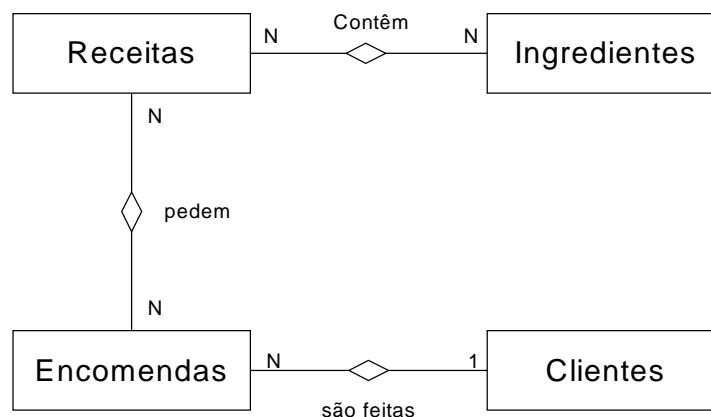 Contêm
Receitas
N
N
Ingredientes
N
pedem
N
Encomendas
N
1
Clientes
são feitas